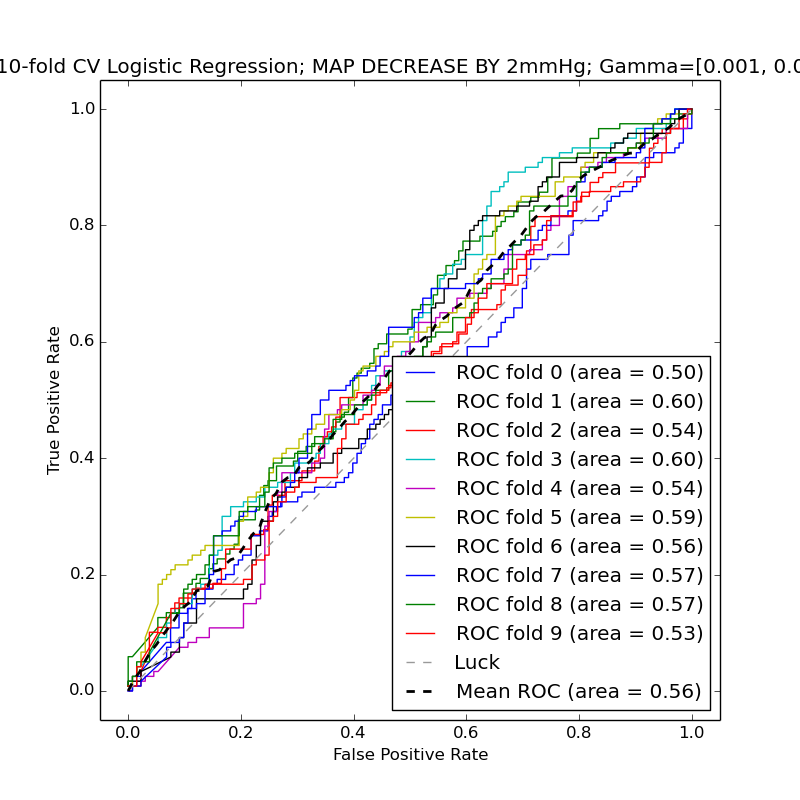 10-fold CV Logistic Regression; MAP DECREASE BY 2mmHg; Gamma=[0.001, 0.0
1.0
0.8
0.6
0.4
0.2
0.0
True Positive Rate
ROC fold 0 (area = 0.50)
ROC fold 1 (area = 0.60)
ROC fold 2 (area = 0.54)
ROC fold 3 (area = 0.60)
ROC fold 4 (area = 0.54)
ROC fold 5 (area = 0.59)
ROC fold 6 (area = 0.56)
ROC fold 7 (area = 0.57)
ROC fold 8 (area = 0.57)
ROC fold 9 (area = 0.53)
Luck
Mean ROC (area = 0.56)
0.0 0.2 0.4 0.6 0.8 1.0
False Positive Rate